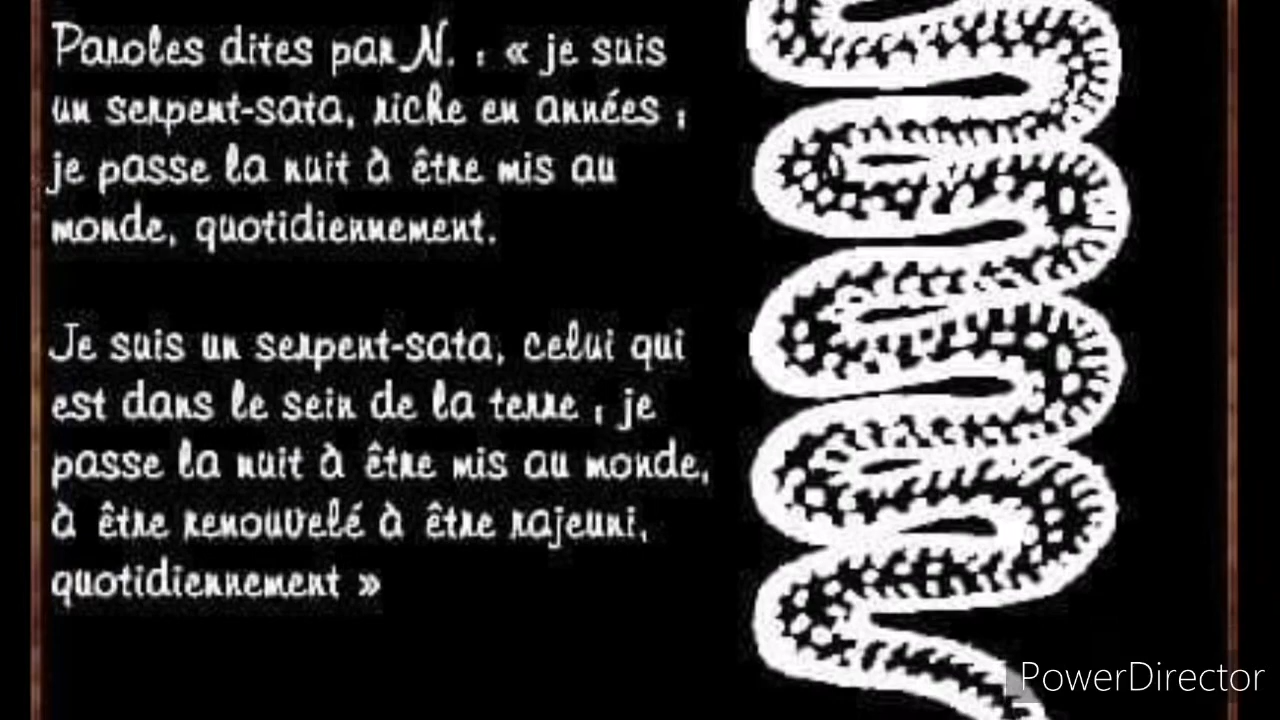 Paroles dites par N. : « je suis
un serpent-sata, riche en années ;
je passe la nuit à être mis au
monde, quotidiennement.
Je suis un serpent-sata, celui qui
est dans le sein de la terre ; je
passe la nuit à être mis au monde,
à être renouvelé à être rajeuni,
quotidiennement »
PowerDirector